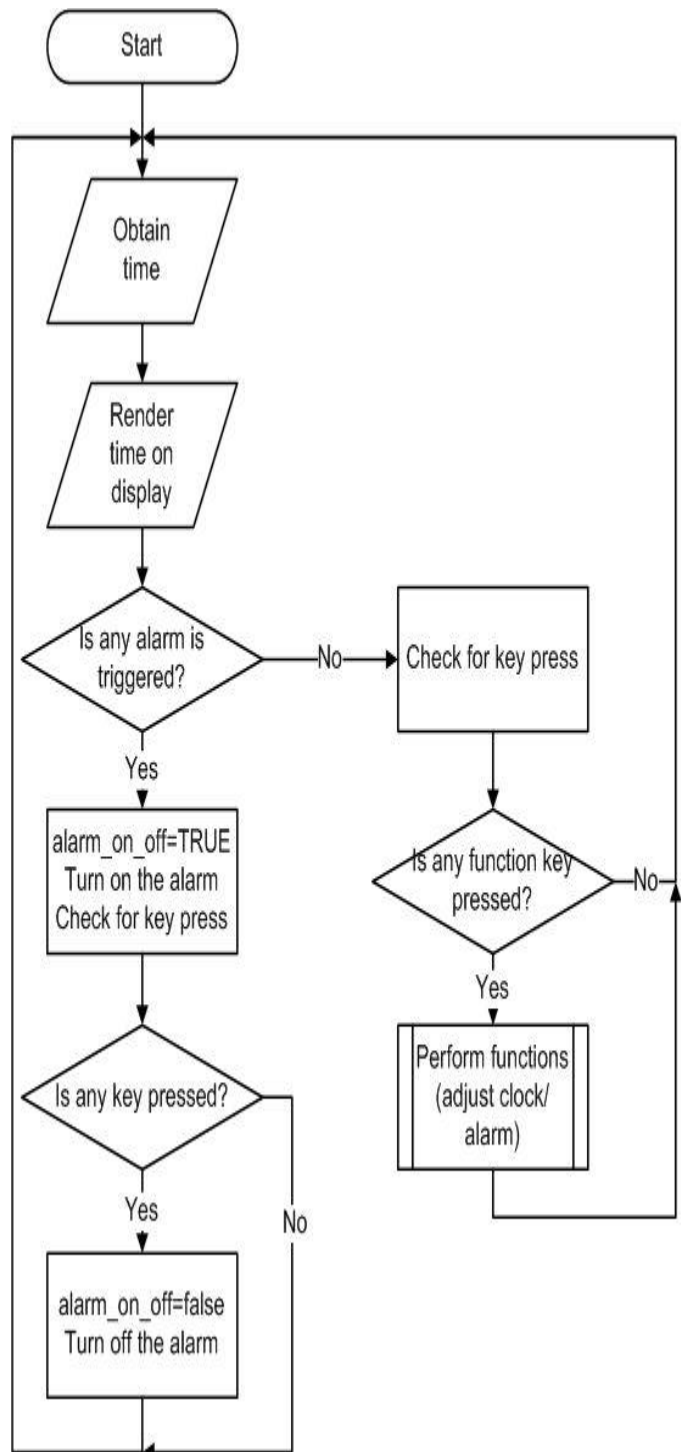 Start
Obtain
time
Render
time on
display
Is any alarm is
triggered?
No
Check for key press
Yes
alarm_on_off=TRUE
Turn on the alarm
Check for key press
Is any function key
pressed?
No
Yes
Perform functions
(adjust clock/
alarm)
Is any key pressed?
Yes
No
alarm_on_off=false
Turn off the alarm